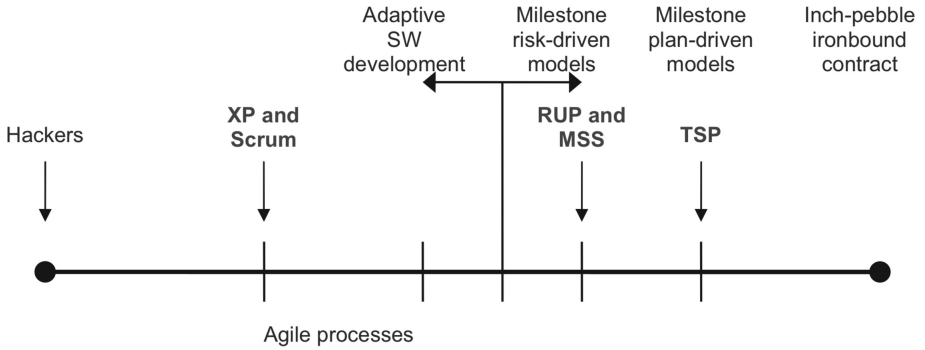 Adaptive
SW
development
Milestone
risk-driven
models
Milestone
plan-driven
models
Inch-pebble
ironbound
contract
Hackers
XP and
Scrum
RUP and
MSS
TSP
Agile processes